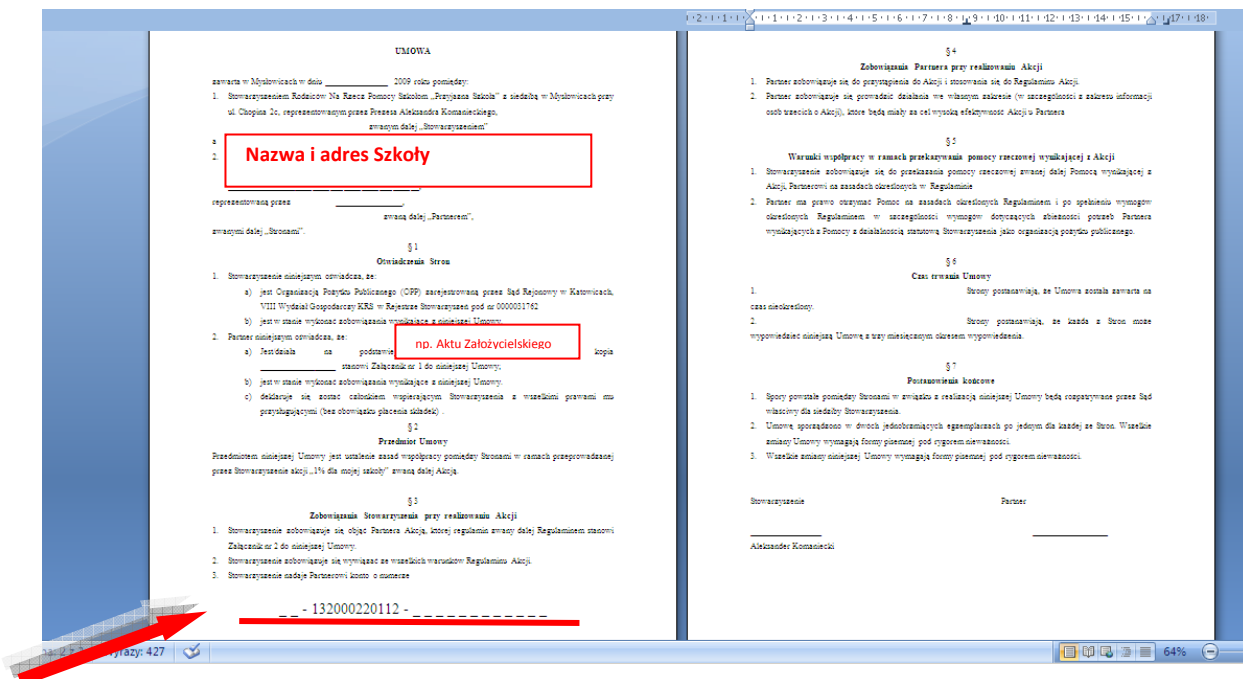 UMOWA
zawarta w Mysłowicach w dniu _______________ 2009 roku pomiędzy:
1. Stowarzyszeniem Rodziców Na Rzecz Pomocy Szkołom „Przyjazna Szkoła” z siedzibą w Mysłowicach przy
ul. Chopina 2c, reprezentowanym przez Prezesa Aleksandra Komanieckiego,
zwanym dalej „Stowarzyszeniem”
a
2.
Nazwa i adres Szkoły
reprezentowaną przez _______________,
zwaną dalej „Partnerem”,
zwanymi dalej „Stronami”.
§ 1
Oświadczenia Stron
1. Stowarzyszenie niniejszym oświadcza, że:
a) jest Organizacją Pożytku Publicznego (OPP) zarejestrowaną przez Sąd Rejonowy w Katowicach,
VIII Wydział Gospodarczy KRS w Rejestrze Stowarzyszeń pod nr 0000031762
b) jest w stanie wykonać zobowiązania wynikające z niniejszej Umowy.
2. Partner niniejszym oświadcza, że:
np. Aktu Założycielskiego
a) Jest działa na podstawie kopia
_______________ stanowi Załącznik nr 1 do niniejszej Umowy;
b) jest w stanie wykonać zobowiązania wynikające z niniejszej Umowy.
c) deklaruje się zostać członkiem wspierającym Stowarzyszenia z wszelkimi prawami mu
przysługującymi (bez obowiązku płacenia składek) .
§ 2
Przedmiot Umowy
Przedmiotem niniejszej Umowy jest ustalenie zasad współpracy pomiędzy Stronami w ramach przeprowadzanej
przez Stowarzyszenie akcji „1% dla mojej szkoły” zwaną dalej Akcją.
§ 3
Zobowiązania Stowarzyszenia przy realizowaniu Akcji
1. Stowarzyszenie zobowiązuje się objąć Partnera Akcją, której regulamin zwany dalej Regulaminem stanowi
Załącznik nr 2 do niniejszej Umowy.
2. Stowarzyszenie zobowiązuje się wywiązać ze wszelkich warunków Regulaminu Akcji.
3. Stowarzyszenie nadaje Partnerowi konto o numerze
_ _ - 132000220112 - _ _ _ _ _ _ _ _ _ _ _ _
§ 4
Zobowiązania Partnera przy realizowaniu Akcji
1. Partner zobowiązuje się do przystąpienia do Akcji i stosowania się do Regulaminu Akcji.
2. Partner zobowiązuje się prowadzić działania we własnym zakresie (w szczególności z zakresu informacji
osób trzecich o Akcji), które będą miały za cel wysoką efektywność Akcji u Partnera
§ 5
Warunki współpracy w ramach przekazywania pomocy rzeczowej wynikającej z Akcji
1. Stowarzyszenie zobowiązuje się do przekazania pomocy rzeczowej zwanej dalej Pomocą wynikającej z
Akcji, Partnerowi na zasadach określonych w Regulaminie
2. Partner ma prawo otrzymać Pomoc na zasadach określonych Regulaminem i po spełnieniu wymogów
określonych Regulaminem w szczególności wymogów dotyczących zbieżności potrzeb Partnera
wynikających z Pomocy z działalnością statutową Stowarzyszenia jako organizacją pożytku publicznego.
§ 6
Czas trwania Umowy
1. Strony postanawiają, że Umowa została zawarta na
czas nieokreślony.
2. Strony postanawiają, że każda z Stron może
wypowiedzieć niniejszą Umowę z trzy miesięcznym okresem wypowiedzenia.
§ 7
Postanowienia końcowe
1. Spory powstałe pomiędzy Stronami w związku z realizacją niniejszej Umowy będą rozpatrywane przez Sąd
właściwy dla siedziby Stowarzyszenia.
2. Umowę sporządzono w dwóch jednobrzmiących egzemplarzach po jednym dla każdej ze Stron. Wszelkie
zmiany Umowy wymagają formy pisemnej pod rygorem nieważności.
3. Wszelkie zmiany niniejszej Umowy wymagają formy pisemnej pod rygorem nieważności.
Stowarzyszenie Partner
Aleksander Komaniecki
427
64%